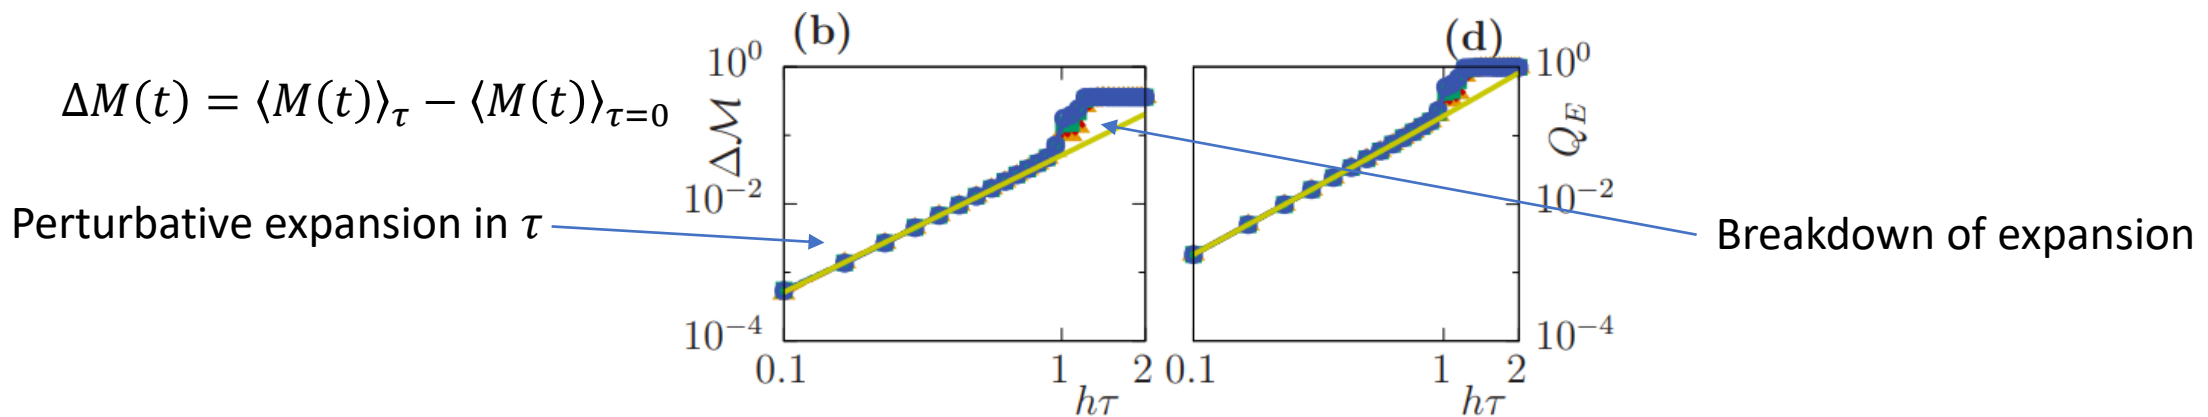 ΔM(t) = ⟨M(t)⟩_τ − ⟨M(t)⟩_{τ=0}
Perturbative expansion in τ
(b)
10^0
10^{-2}
10^{-4}
Δℳ
0.1 1 2
hτ
(d)
10^0
10^{-2}
10^{-4}
Q_E
0.1 1 2
hτ
Breakdown of expansion